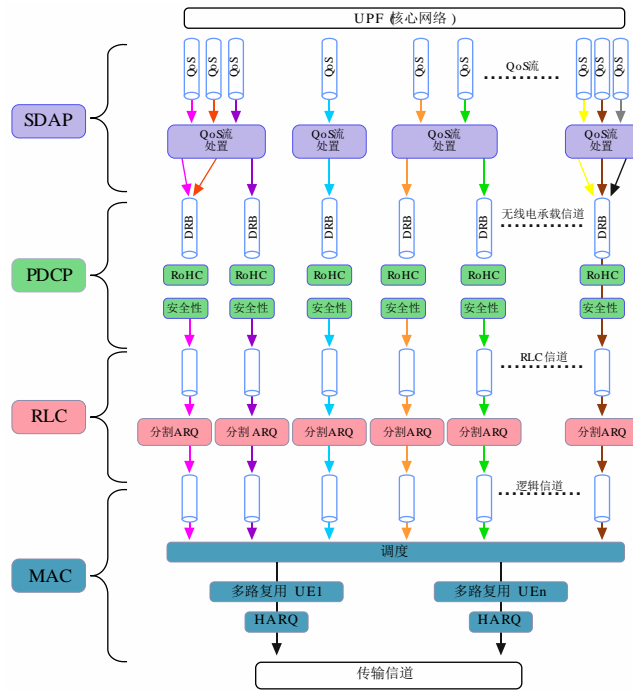 UPF (核心网络)
QoS QoS QoS QoS QoS QoS QoS流 QoS QoS QoS
SDAP
QoS流 处置 QoS流 处置 QoS流 处置 QoS流 处置
DRB DRB DRB DRB DRB 无线电承载信道 DRB
PDCP
RoHC RoHC RoHC RoHC RoHC RoHC
安全性 安全性 安全性 安全性 安全性 安全性
RLC信道
RLC
分割ARQ 分割ARQ 分割ARQ 分割ARQ 分割ARQ 分割ARQ
逻辑信道
调度
MAC
多路复用 UE1 多路复用 UEn
HARQ HARQ
传输信道